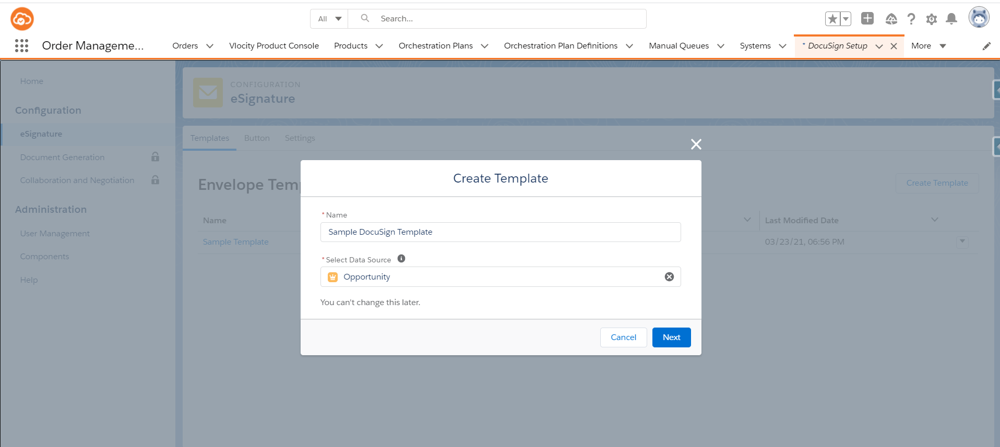 All
Search...
Order Manageme...
Orders
Vlocity Product Console
Products
Orchestration Plans
Orchestration Plan Definitions
Manual Queues
Systems
* DocuSign Setup
More
Home
Configuration
eSignature
Document Generation
Collaboration and Negotiation
Administration
User Management
Components
Help
CONFIGURATION
eSignature
Templates
Button
Settings
Envelope Tem
Create Template
Name
Last Modified Date
Sample Template
03/23/21, 06:56 PM
Create Template
* Name
Sample DocuSign Template
* Select Data Source
Opportunity
You can't change this later.
Cancel
Next